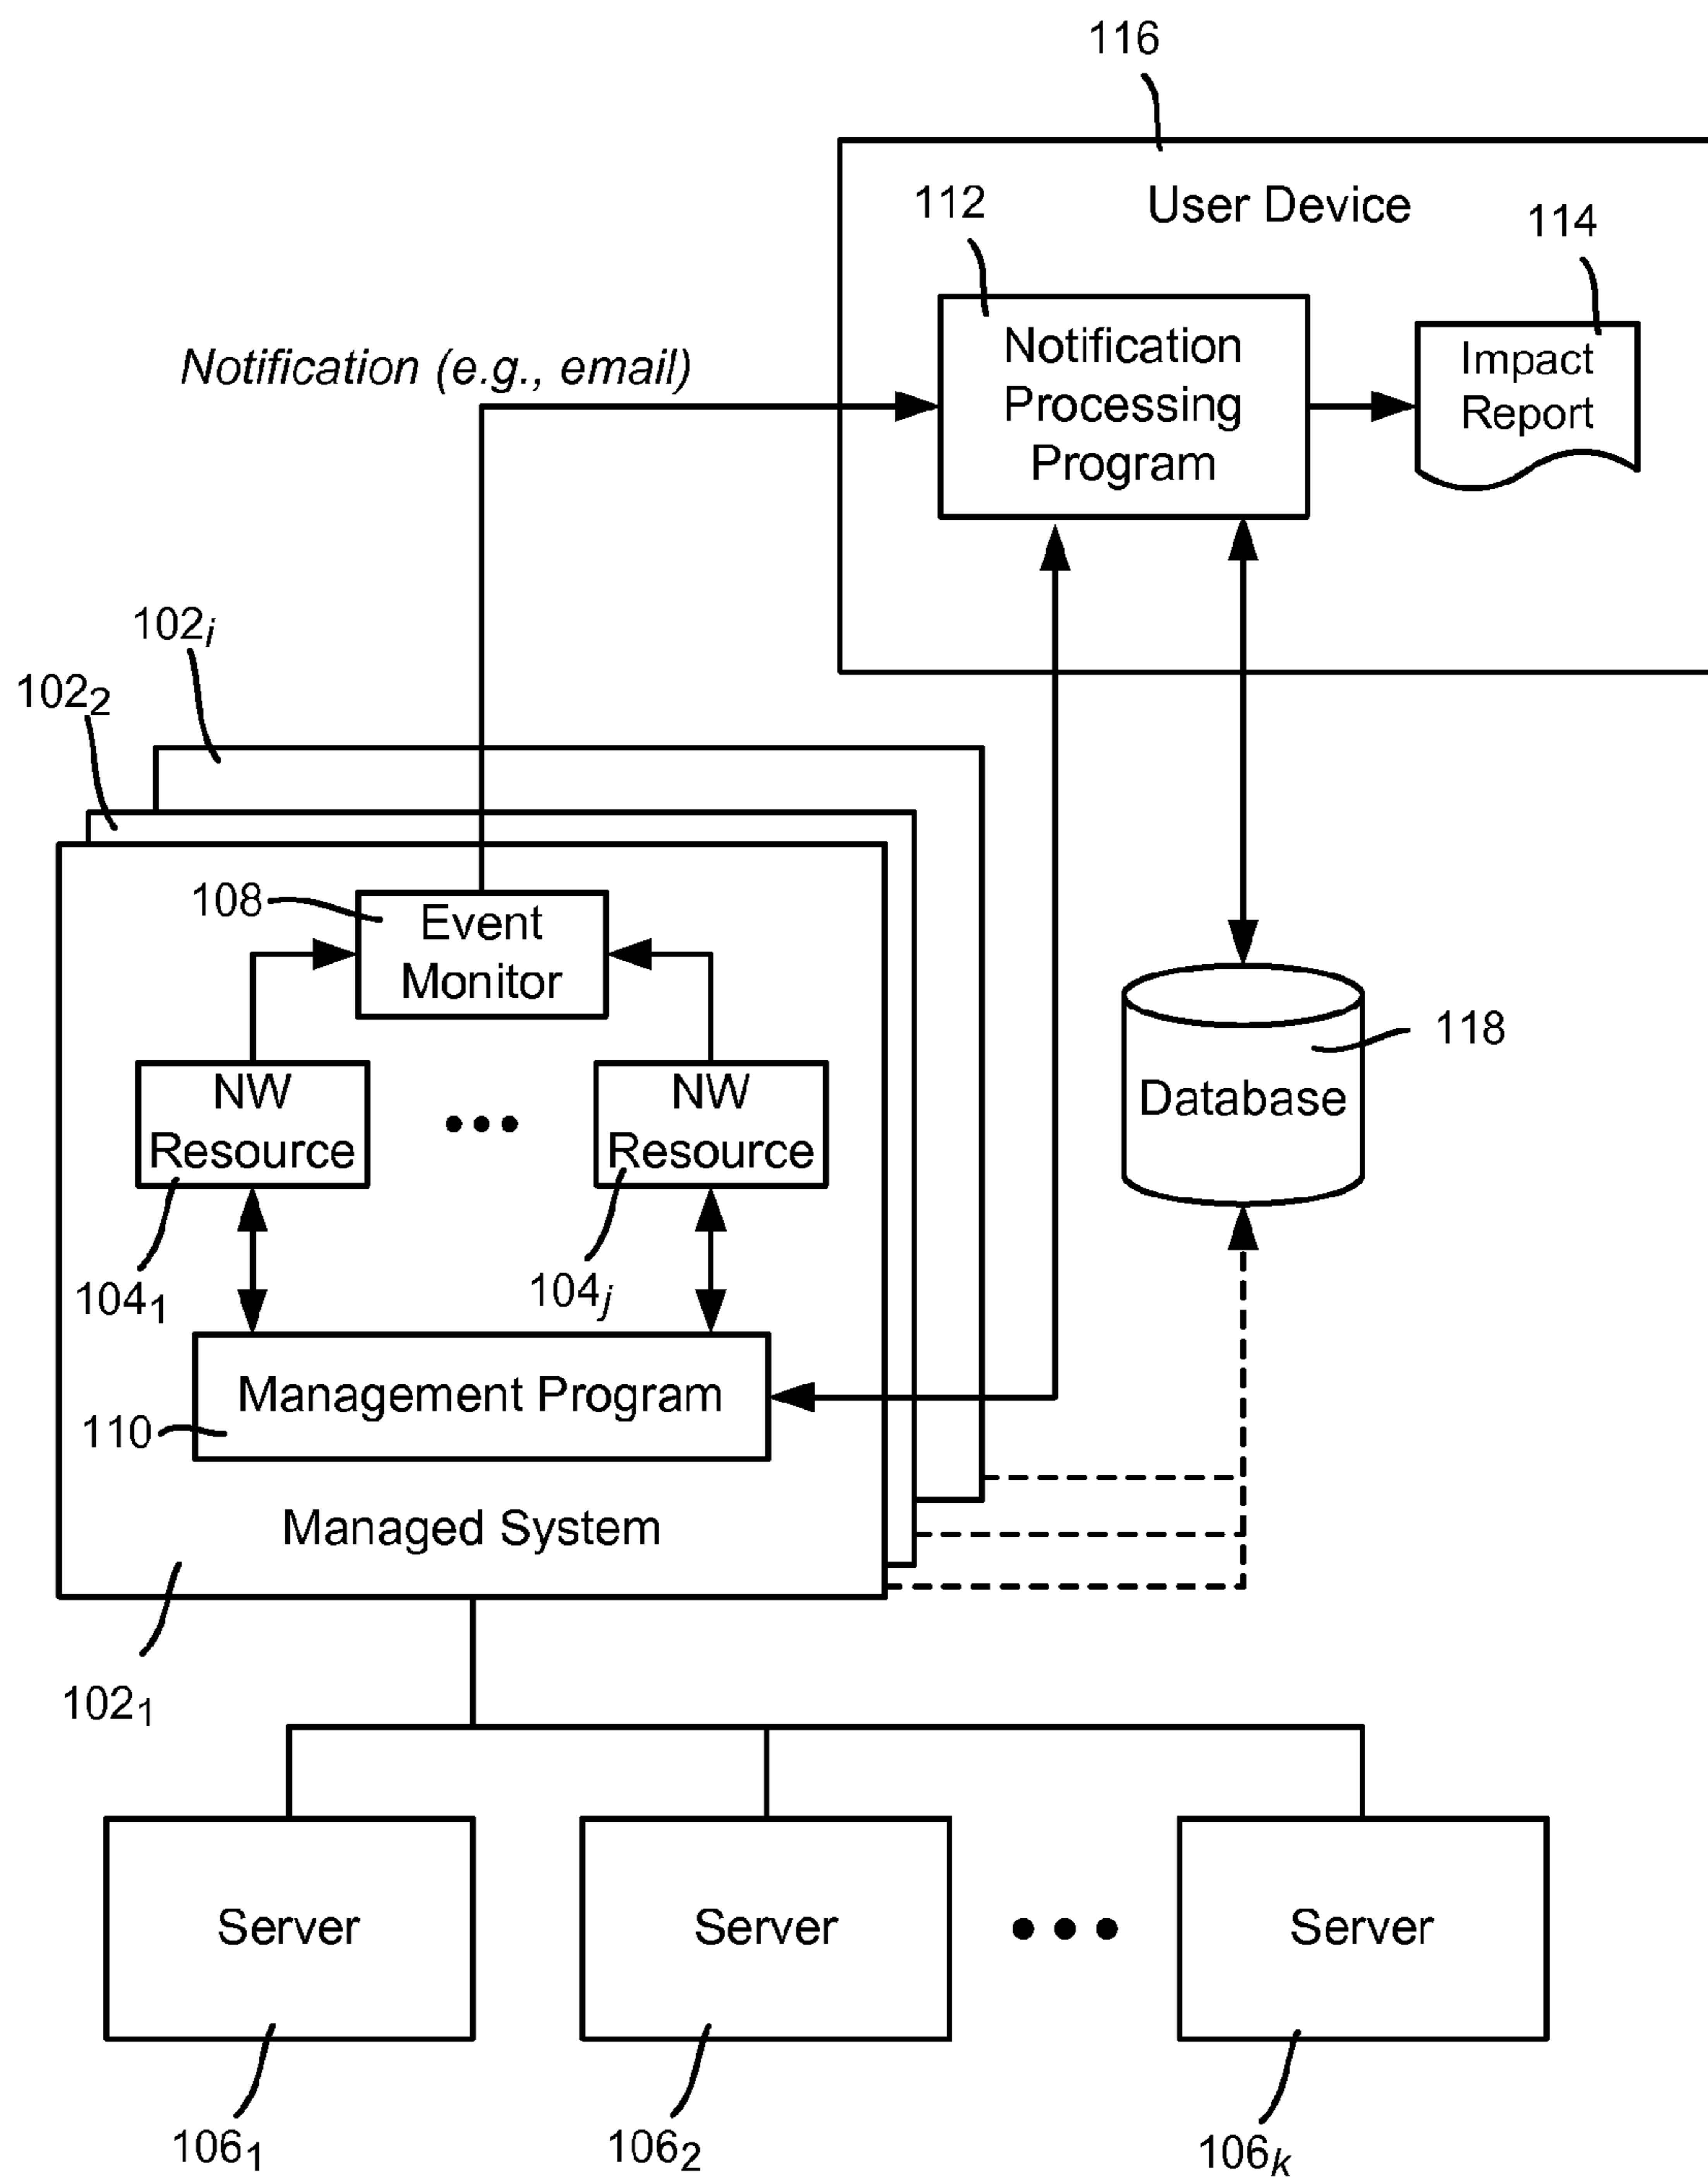 116
User Device
112
114
Notification
Processing
Program
Impact
Report
Notification (e.g., email)
102i
1022
108
Event
Monitor
118
Database
NW
Resource
NW
Resource
1041
104j
Management Program
110
Managed System
1021
Server
Server
Server
1061
1062
106k